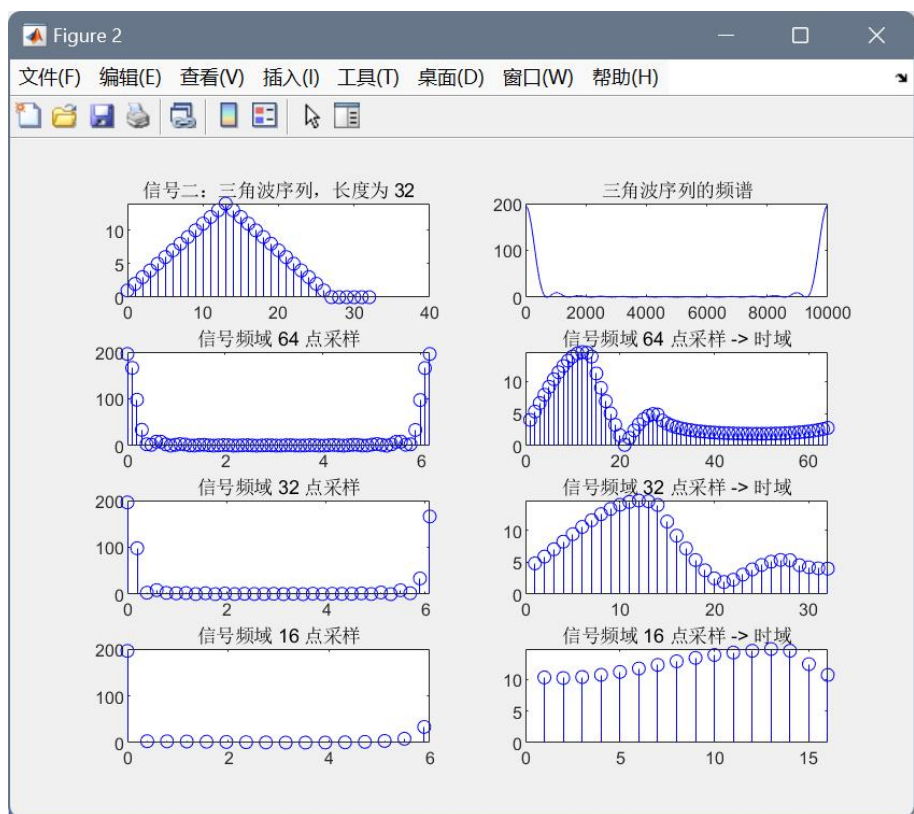 Figure 2
文件(F) 编辑(E) 查看(V) 插入(I) 工具(T) 桌面(D) 窗口(W) 帮助(H)
信号二：三角波序列，长度为 32
10
5
0
0 10 20 30 40
三角波序列的频谱
200
100
0
0 2000 4000 6000 8000 10000
信号频域 64 点采样
200
100
0
0 2 4 6
信号频域 64 点采样 -> 时域
10
5
0
0 20 40 60
信号频域 32 点采样
200
100
0
0 2 4 6
信号频域 32 点采样 -> 时域
10
5
0
0 10 20 30
信号频域 16 点采样
200
100
0
0 2 4 6
信号频域 16 点采样 -> 时域
10
5
0
0 5 10 15